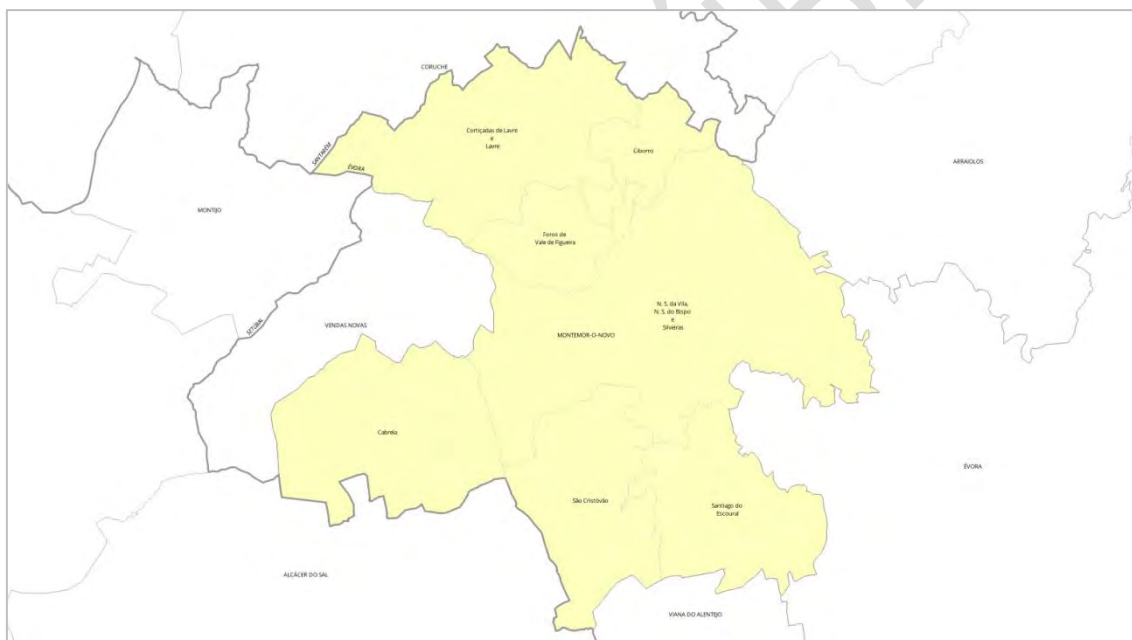 CORUCHE
Cortiçadas de Lavre
e
Lavre
Ciborro
SANTARÉM
ÉVORA
ARRAIOLOS
MONTIJO
Foros de
Vale de Figueira
N. S. da Vila,
N. S. do Bispo
e
Silveiras
SETÚBAL
VENDAS NOVAS
MONTEMOR-O-NOVO
Cabrela
ÉVORA
São Cristóvão
Santiago do
Escoural
ALCÁCER DO SAL
VIANA DO ALENTEJO